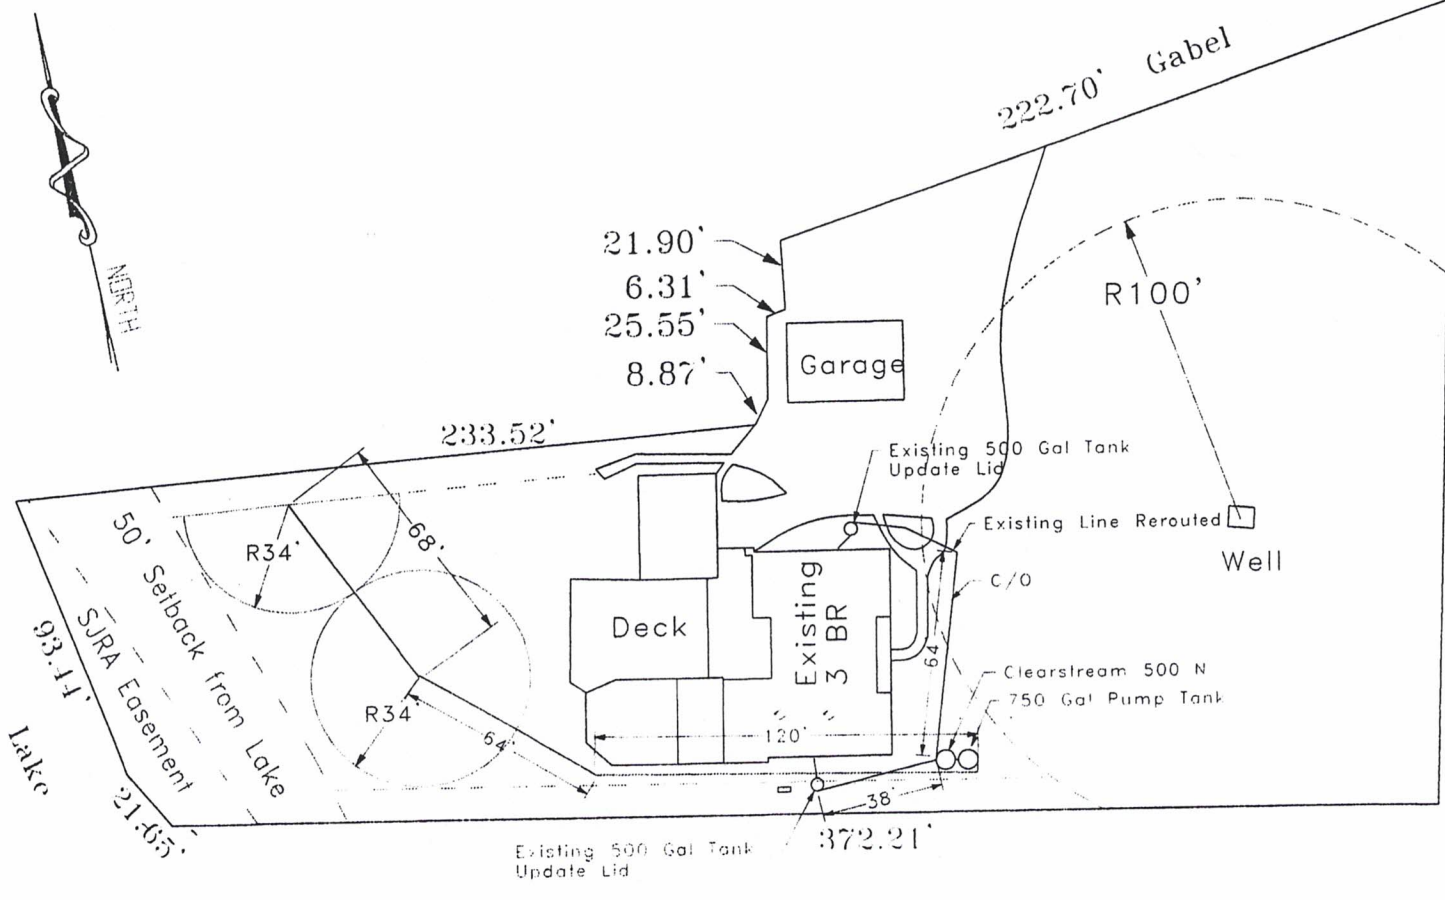 222.70' Gabel
NORTH
21.90'
6.31'
25.55'
8.87'
R100'
Garage
233.52'
Existing 500 Gal Tank
Update Lid
Existing Line Rerouted
Well
C/O
50' Setback from Lake
SJRA Easement
R34'
68'
Deck
Existing
3 BR
64'
Clearstream 500 N
750 Gal Pump Tank
93.44'
Lake
R34'
64'
120'
38'
21.65'
372.21'
Existing 500 Gal Tank
Update Lid